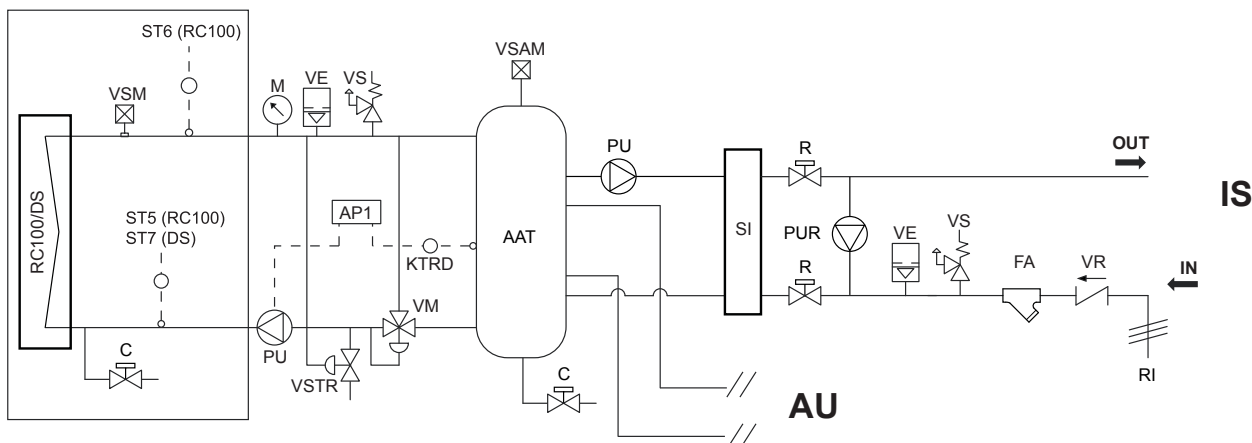 ST6 (RC100)
VSAM
VSM
M
VE
VS
PU
R
OUT
IS
RC100/DS
ST5 (RC100)
ST7 (DS)
AP1
KTRD
AAT
SI
PUR
VE
VS
FA
VR
IN
R
VM
C
PU
VSTR
C
AU
RI